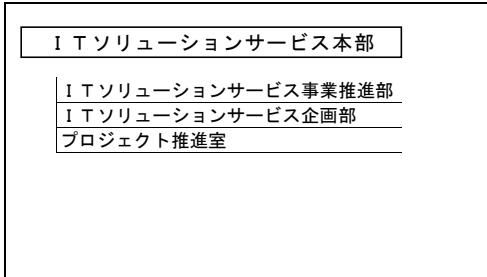 ＩＴソリューションサービス本部
ＩＴソリューションサービス事業推進部
ＩＴソリューションサービス企画部
プロジェクト推進室